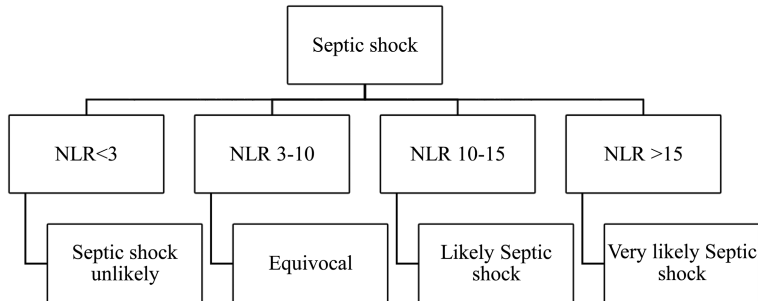 Septic shock
NLR<3
NLR 3-10
NLR 10-15
NLR >15
Septic shock
unlikely
Equivocal
Likely Septic
shock
Very likely Septic
shock